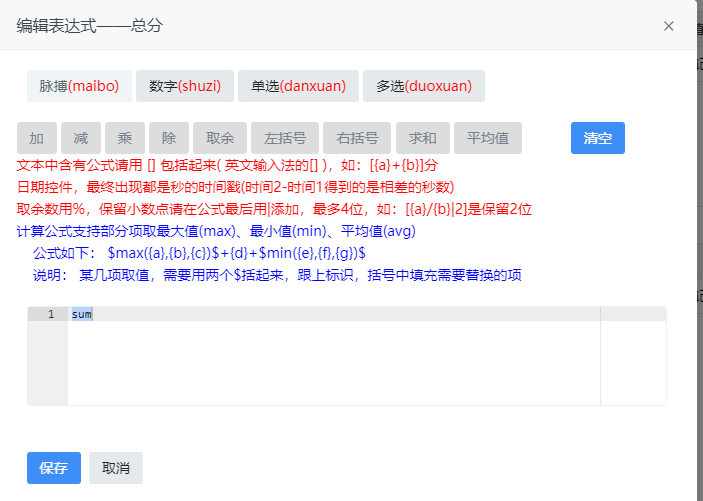 编辑表达式——总分 ×
脉搏(maibo) 数字(shuzi) 单选(danxuan) 多选(duoxuan)
加 减 乘 除 取余 左括号 右括号 求和 平均值 清空
文本中含有公式请用 [] 包括起来( 英文输入法的[] )，如：[{a}+{b}]分
日期控件，最终出现都是秒的时间戳(时间2-时间1得到的是相差的秒数)
取余数用%，保留小数点请在公式最后用|添加，最多4位，如：[{a}/{b}|2]是保留2位
计算公式支持部分项取最大值(max)、最小值(min)、平均值(avg)
公式如下： $max({a},{b},{c})$+{d}+$min({e},{f},{g})$
说明： 某几项取值，需要用两个$括起来，跟上标识，括号中填充需要替换的项
1 sum
保存 取消